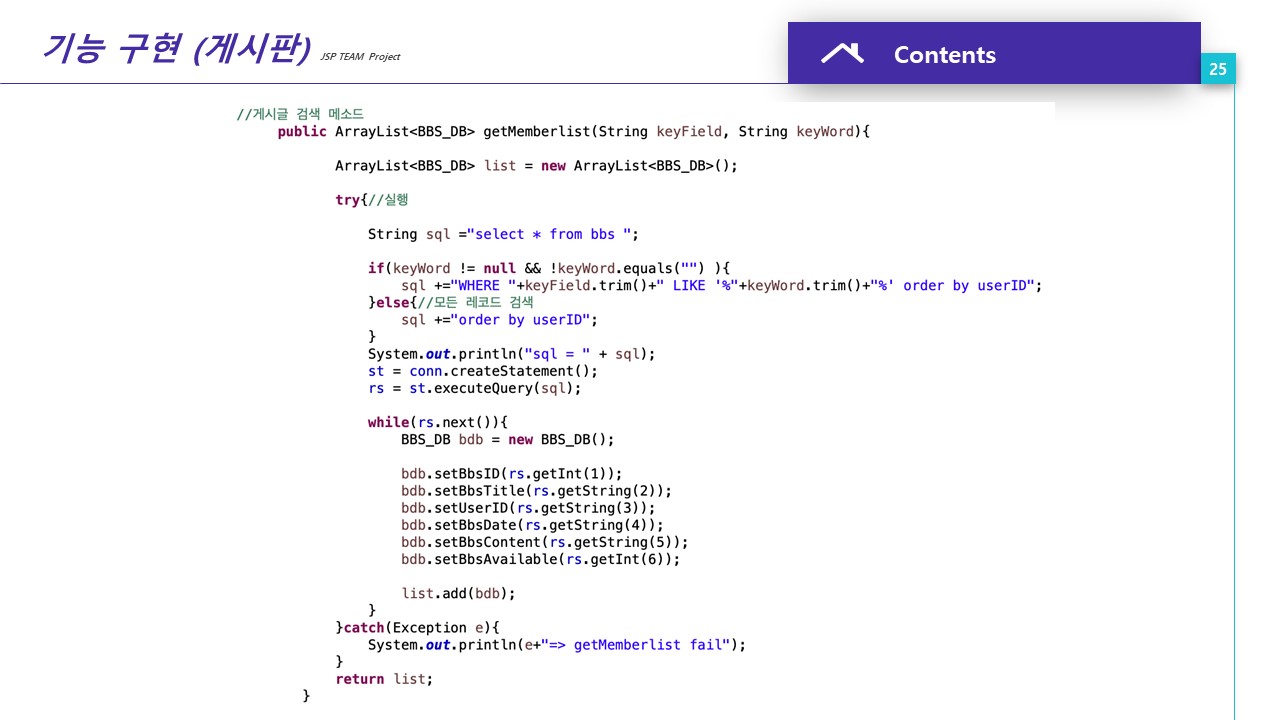 기능 구현 (게시판) JSP TEAM Project
Contents
25
//게시글 검색 메소드
public ArrayList<BBS_DB> getMemberlist(String keyField, String keyWord){
ArrayList<BBS_DB> list = new ArrayList<BBS_DB>();
try{//실행
String sql ="select * from bbs ";
if(keyWord != null && !keyWord.equals("") ){
sql +="WHERE "+keyField.trim()+" LIKE '%"+keyWord.trim()+"%' order by userID";
}else{//모든 레코드 검색
sql +="order by userID";
}
System.out.println("sql = " + sql);
st = conn.createStatement();
rs = st.executeQuery(sql);
while(rs.next()){
BBS_DB bdb = new BBS_DB();
bdb.setBbsID(rs.getInt(1));
bdb.setBbsTitle(rs.getString(2));
bdb.setUserID(rs.getString(3));
bdb.setBbsDate(rs.getString(4));
bdb.setBbsContent(rs.getString(5));
bdb.setBbsAvailable(rs.getInt(6));
list.add(bdb);
}
}catch(Exception e){
System.out.println(e+"=> getMemberlist fail");
}
return list;
}